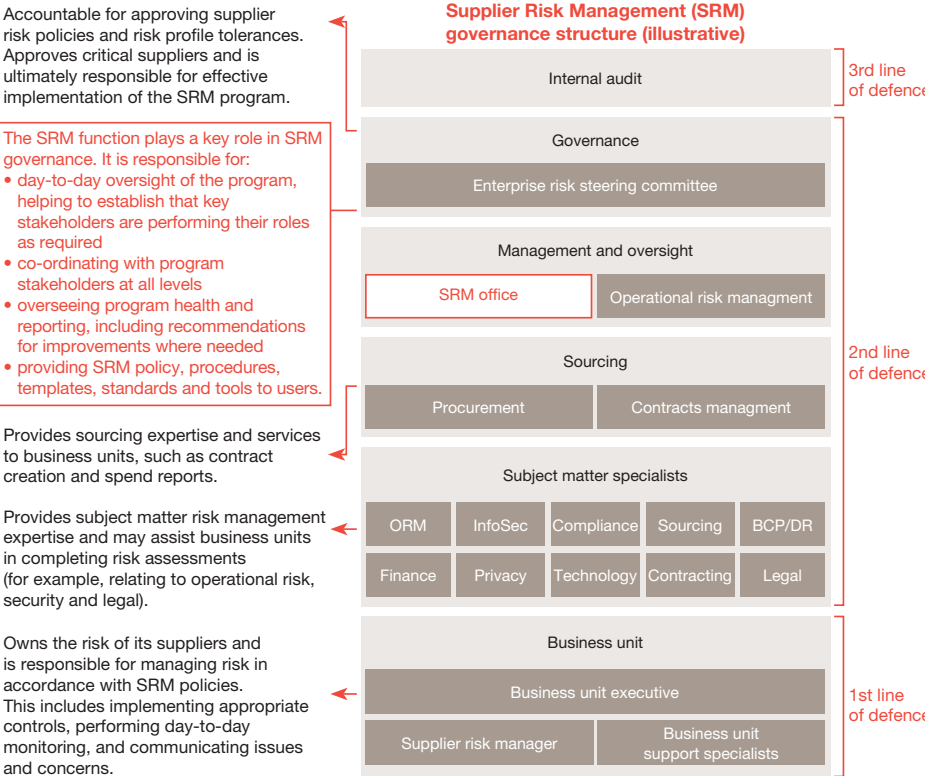 Accountable for approving supplier
risk policies and risk profile tolerances.
Approves critical suppliers and is
ultimately responsible for effective
implementation of the SRM program.
The SRM function plays a key role in SRM
governance. It is responsible for:
• day-to-day oversight of the program,
helping to establish that key
stakeholders are performing their roles
as required
• co-ordinating with program
stakeholders at all levels
• overseeing program health and
reporting, including recommendations
for improvements where needed
• providing SRM policy, procedures,
templates, standards and tools to users.
Provides sourcing expertise and services
to business units, such as contract
creation and spend reports.
Provides subject matter risk management
expertise and may assist business units
in completing risk assessments
(for example, relating to operational risk,
security and legal).
Owns the risk of its suppliers and
is responsible for managing risk in
accordance with SRM policies.
This includes implementing appropriate
controls, performing day-to-day
monitoring, and communicating issues
and concerns.
Supplier Risk Management (SRM)
governance structure (illustrative)
Internal audit
Governance
Enterprise risk steering committee
Management and oversight
SRM office
Operational risk managment
Sourcing
Procurement
Contracts managment
Subject matter specialists
ORM
InfoSec
Compliance
Sourcing
BCP/DR
Finance
Privacy
Technology
Contracting
Legal
Business unit
Business unit executive
Supplier risk manager
Business unit
support specialists
3rd line
of defence
2nd line
of defence
1st line
of defence